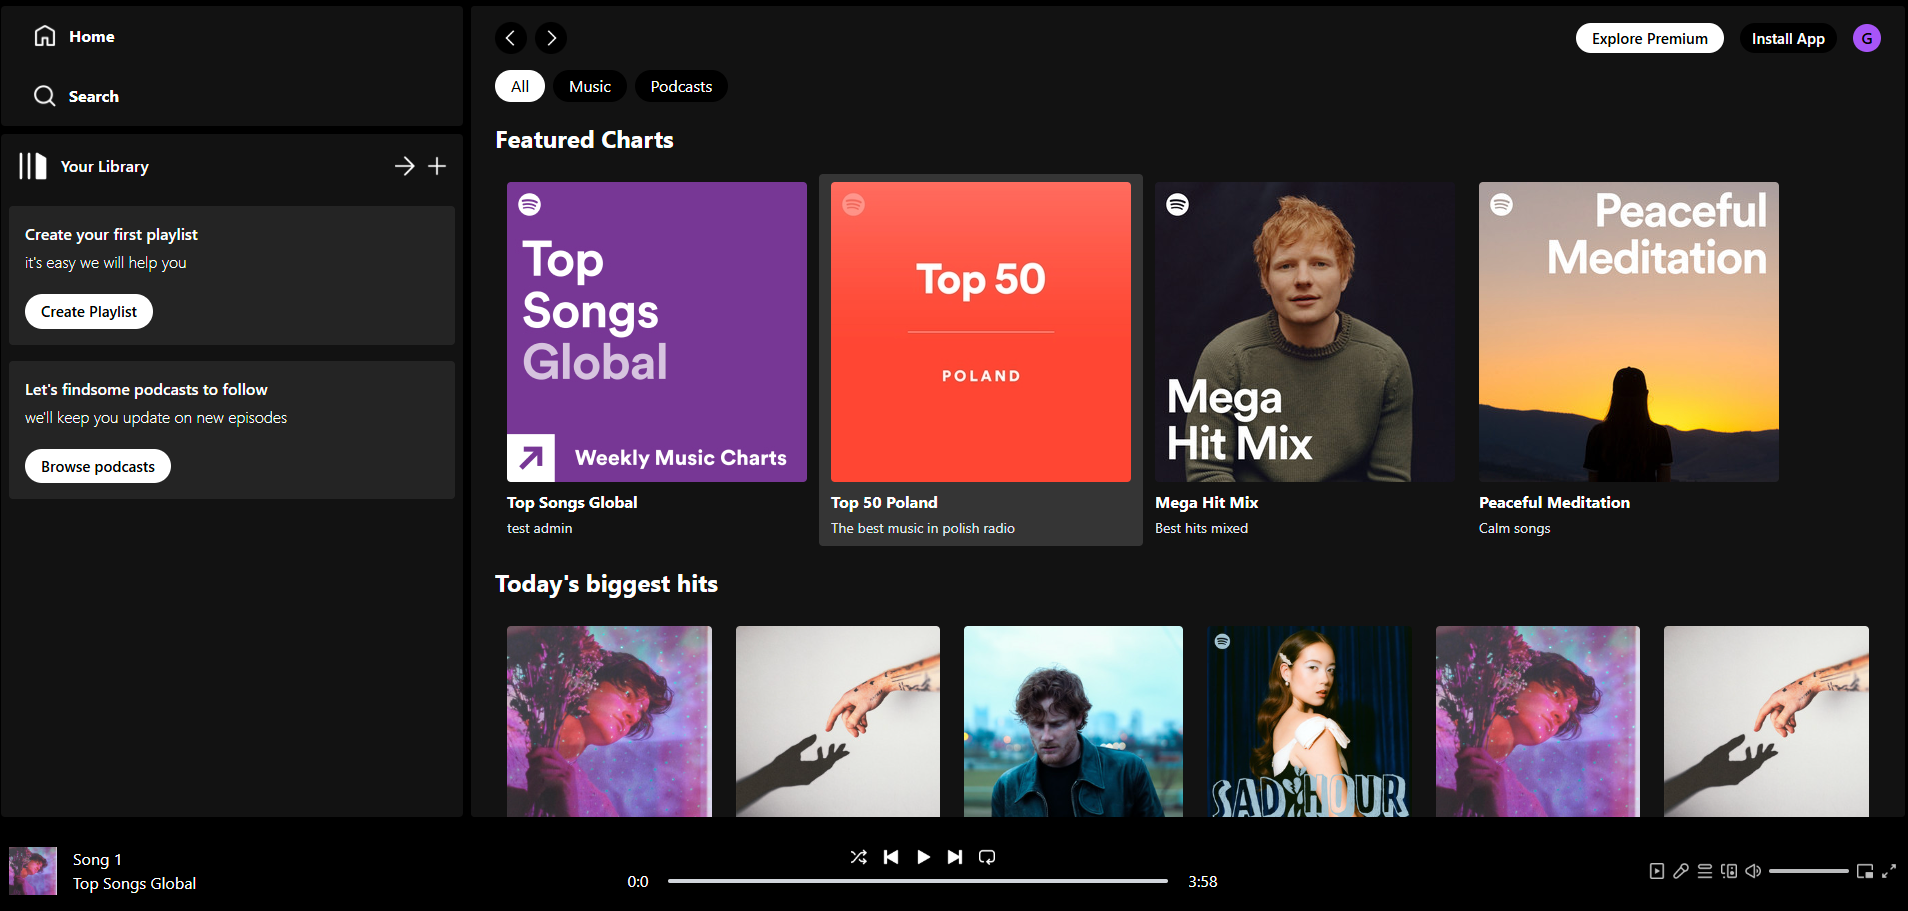 Home
Search
Your Library
Create your first playlist
it's easy we will help you
Create Playlist
Let's findsome podcasts to follow
we'll keep you update on new episodes
Browse podcasts
Explore Premium
Install App
G
All
Music
Podcasts
Featured Charts
Top
Songs
Global
Weekly Music Charts
Top Songs Global
test admin
Top 50
POLAND
Top 50 Poland
The best music in polish radio
Mega
Hit Mix
Mega Hit Mix
Best hits mixed
Peaceful
Meditation
Peaceful Meditation
Calm songs
Today's biggest hits
SAD HOUR
Song 1
Top Songs Global
0:0
3:58